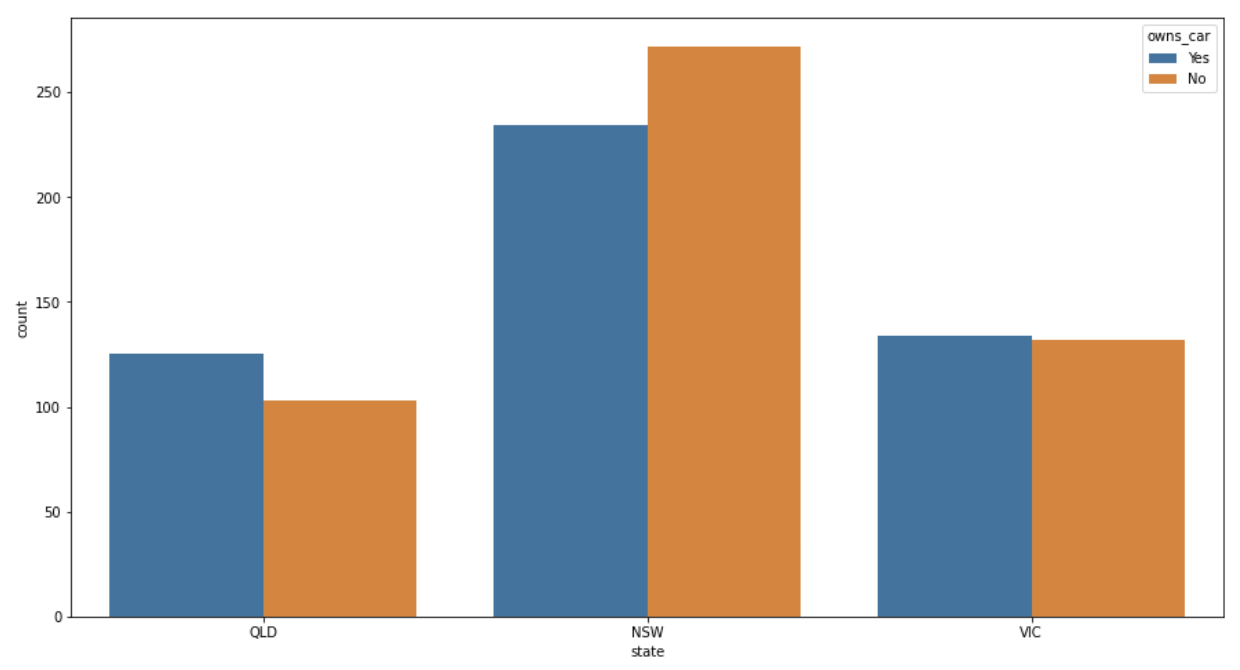 owns_car
Yes
No
250
200
150
100
50
0
count
QLD
NSW
VIC
state